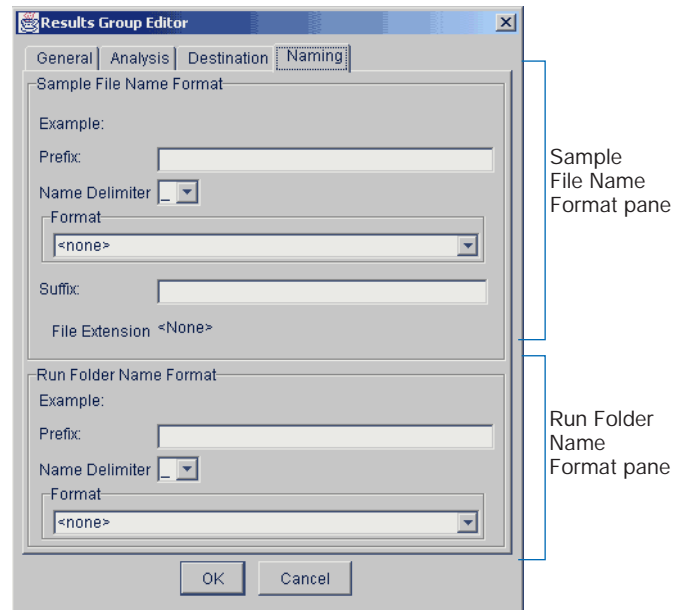 Results Group Editor
General Analysis Destination Naming
Sample File Name Format
Example:
Prefix:
Name Delimiter _
Format
<none>
Suffix:
File Extension <None>
Run Folder Name Format
Example:
Prefix:
Name Delimiter _
Format
<none>
OK Cancel
Sample
File Name
Format pane
Run Folder
Name
Format pane